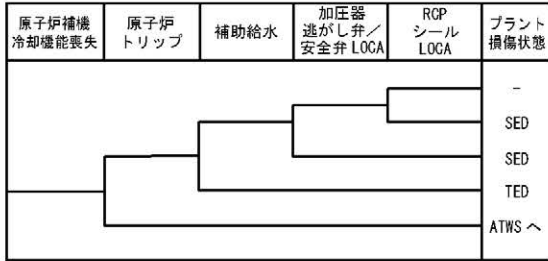 原子炉補機
冷却機能喪失
原子炉
トリップ
補助給水
加圧器
逃がし弁／
安全弁LOCA
RCP
シール
LOCA
プラント
損傷状態
－
SED
SED
TED
ATWSへ